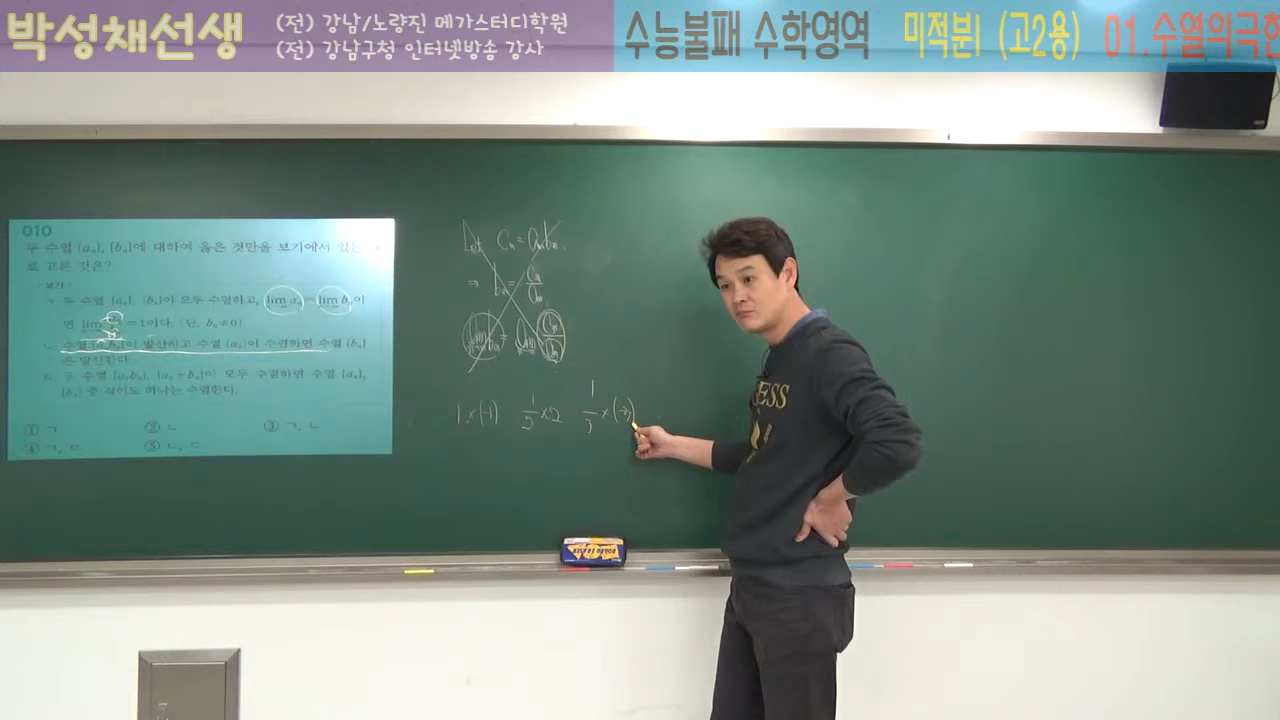 박성채선생
(전) 강남/노량진 메가스터디학원
(전) 강남구청 인터넷방송 강사
수능불패 수학영역
미적분Ⅰ (고2용)
01.수열의극한
010
두 수열 {aₙ}, {bₙ}에 대하여 옳은 것만을 보기에서 있는
로 고른 것은?
보기
ㄱ. 두 수열 {aₙ}, {bₙ}이 모두 수렴하고, lim aₙ = lim bₙ이
면 lim = 1이다. (단, bₙ≠0)
ㄴ. 수열 {aₙbₙ}이 발산하고 수열 {aₙ}이 수렴하면 수열 {bₙ}
은 발산한다.
ㄷ. 두 수열 {aₙbₙ}, {aₙ+bₙ}이 모두 수렴하면 수열 {aₙ},
{bₙ} 중 적어도 하나는 수렴한다.
① ㄱ ② ㄴ ③ ㄱ, ㄴ
④ ㄱ, ㄷ ⑤ ㄴ, ㄷ
Let Cₙ=aₙbₙ.
⇒ bₙ = Cₙ/aₙ
lim bₙ = lim Cₙ/aₙ
1×(-1)
GUESS